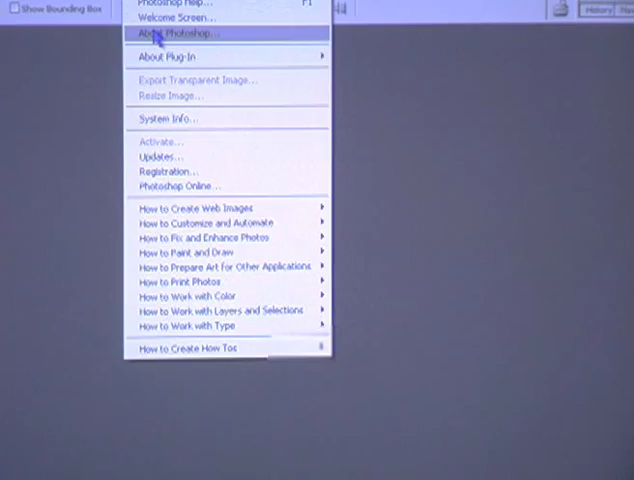 Show Bounding Box
Photoshop Help... F1
Welcome Screen...
About Photoshop...
About Plug-In
Export Transparent Image...
Resize Image...
System Info...
Activate...
Updates...
Registration...
Photoshop Online...
How to Create Web Images
How to Customize and Automate
How to Fix and Enhance Photos
How to Paint and Draw
How to Prepare Art for Other Applications
How to Print Photos
How to Work with Color
How to Work with Layers and Selections
How to Work with Type
How to Create How Tos
History